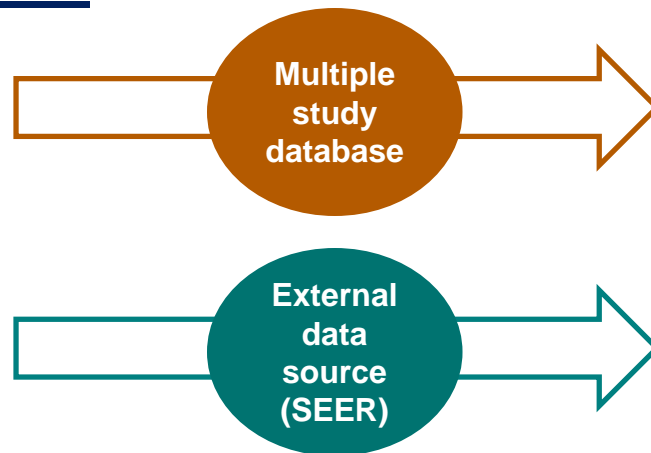 Multiple
study
database
External
data
source
(SEER)